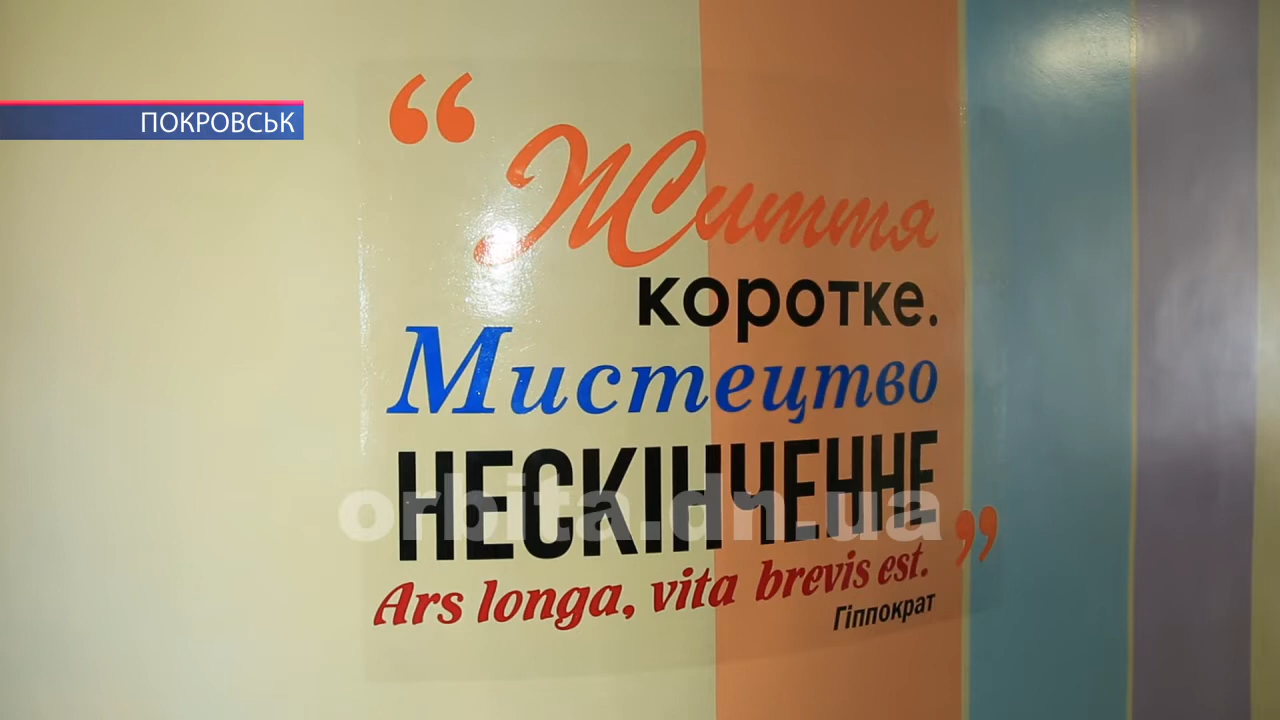 ПОКРОВСЬК
“
Життя
коротке.
Мистецтво
НЕСКІНЧЕННЕ
orbita.dn.ua
”
Ars longa, vita brevis est.
Гіппократ